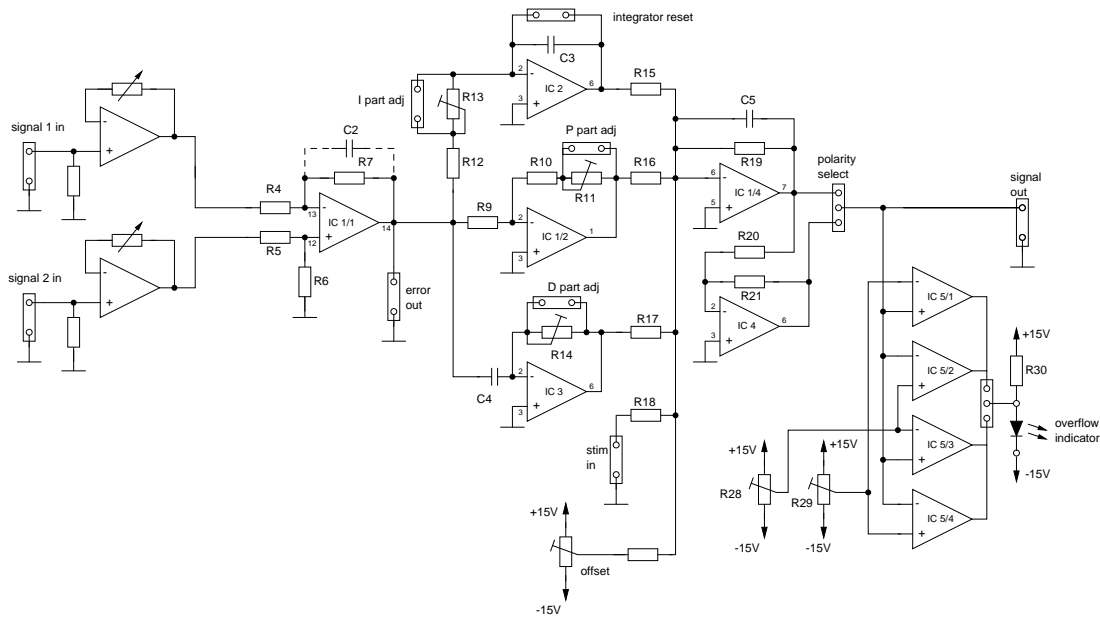 integrator reset
C3
2
-
IC 2
6
3
+
R15
I part adj
R13
C5
signal 1 in
-
+
C2
R7
R12
P part adj
R10
R11
R16
R19
6
-
IC 1/4
7
5
+
polarity
select
signal
out
R4
13
-
IC 1/1
14
12
+
R5
R6
R9
2
-
IC 1/2
1
3
+
R20
R21
2
-
IC 4
6
3
+
signal 2 in
-
+
error
out
D part adj
R14
R17
C4
2
-
IC 3
6
3
+
R18
stim
in
-
IC 5/1
+
-
IC 5/2
+
-
IC 5/3
+
-
IC 5/4
+
+15V
R30
overflow
indicator
-15V
+15V
R28
-15V
+15V
R29
-15V
+15V
offset
-15V